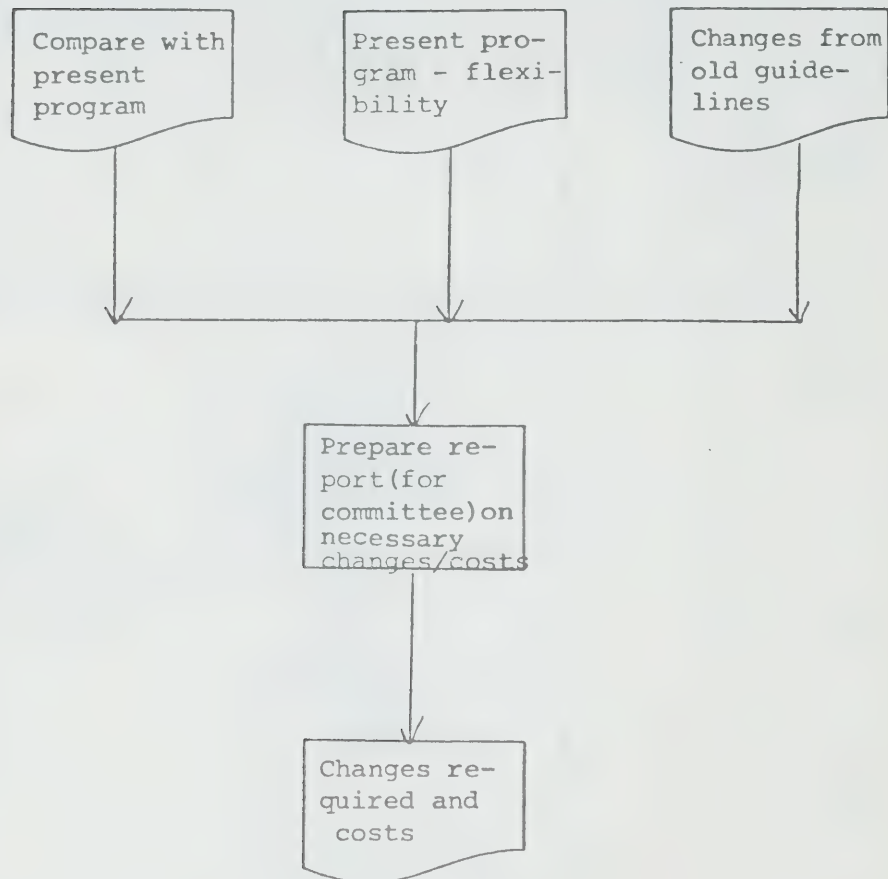 Compare with
present
program
Present pro-
gram - flexi-
bility
Changes from
old guide-
lines
Prepare re-
port(for
committee)on
necessary
changes/costs
Changes re-
quired and
costs